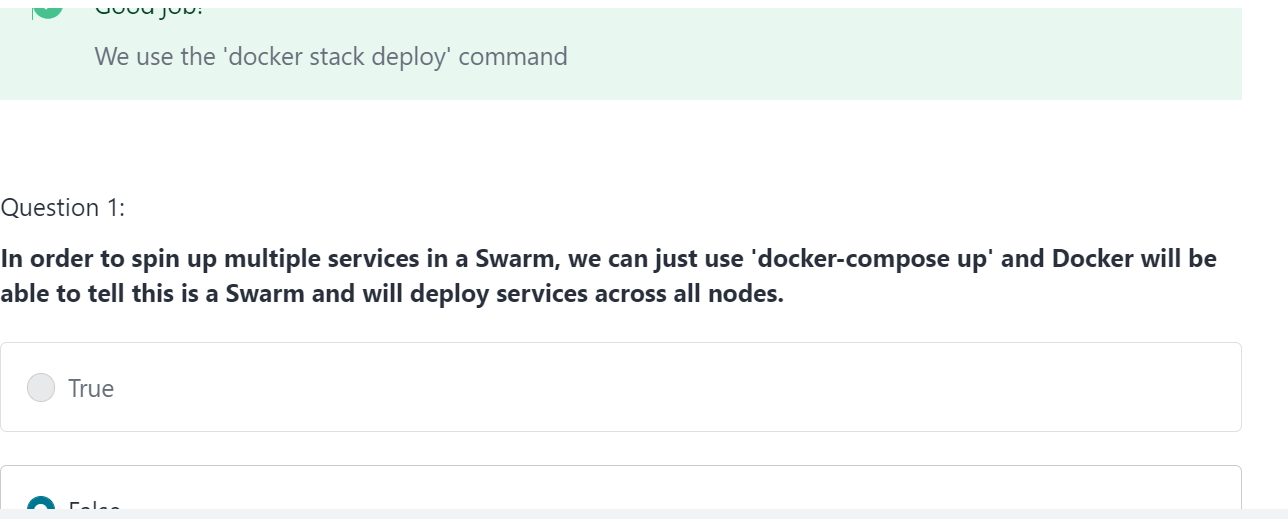 Good job!
We use the 'docker stack deploy' command
Question 1:
In order to spin up multiple services in a Swarm, we can just use 'docker-compose up' and Docker will be
able to tell this is a Swarm and will deploy services across all nodes.
True
False